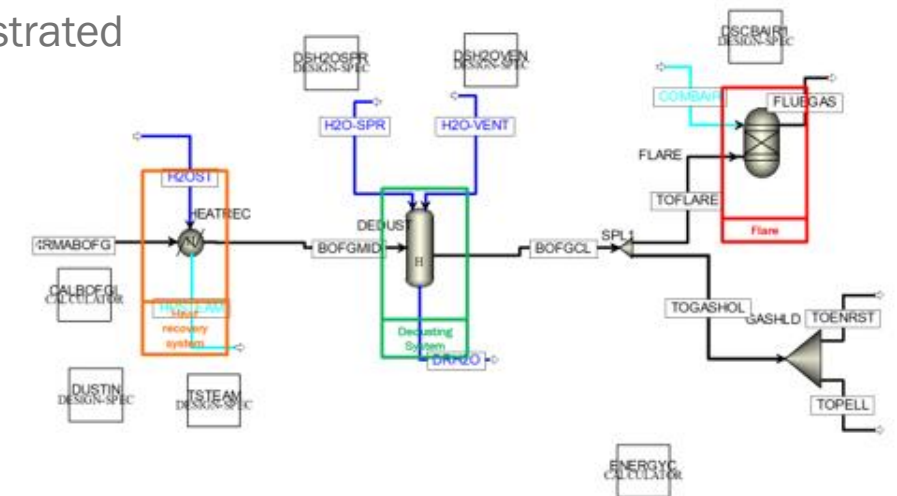 strated
DSH2OSPR
DESIGN-SPEC
DSH2OVEN
DESIGN-SPEC
DSCBAIR1
DESIGN-SPEC
COMBAIR
FLUEGAS
H2O-SPR
H2O-VENT
H2OST
FLARE
TOFLARE
Flare
HEATREC
DEDUST
SPL1
BOFGMID
H
BOFGCL
CALBOFGI
CALCULATOR
Heat
recovery
system
Dedusting
System
DRH2O
TOGASHOL
GASHLD
TOENRST
TOPELL
DUSTIN
DESIGN-SPEC
TSTEAM
DESIGN-SPEC
ENERGYC
CALCULATOR